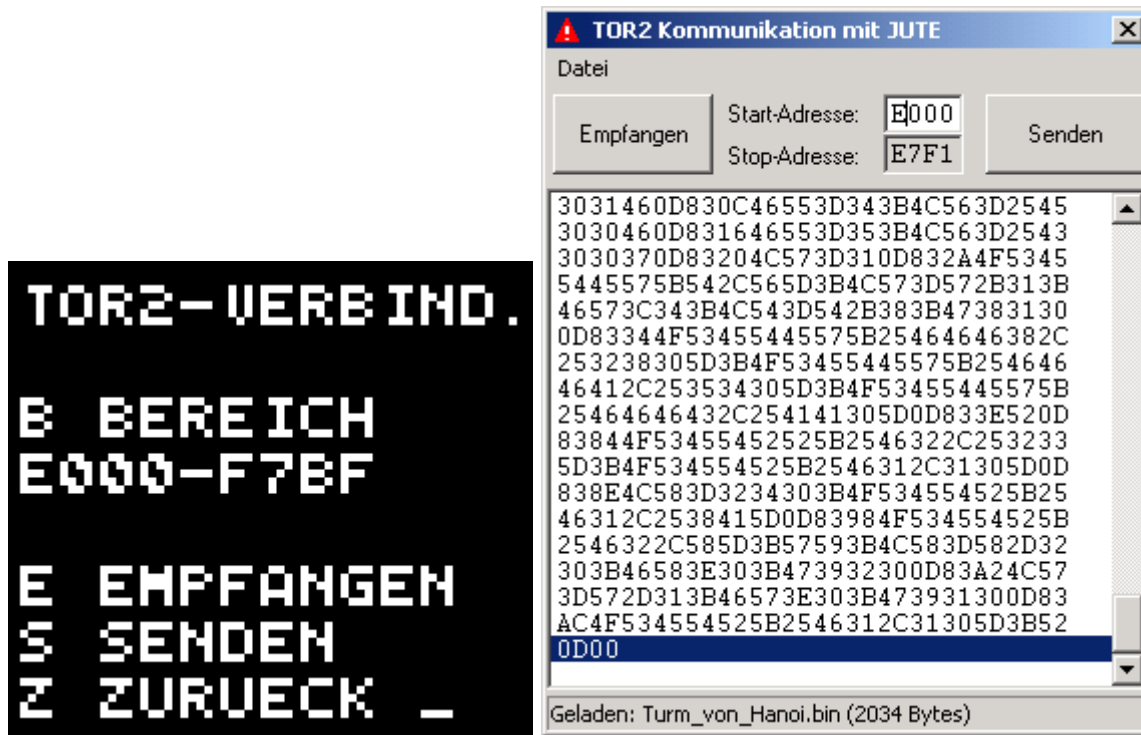 TOR2-VERBIND.
B BEREICH
E000-F7BF
E EMPFANGEN
S SENDEN
Z ZURUECK _
TOR2 Kommunikation mit JUTE
Datei
Empfangen
Start-Adresse: E000
Stop-Adresse: E7F1
Senden
3031460D830C46553D343B4C563D2545
3030460D831646553D353B4C563D2543
3030370D83204C573D310D832A4F5345
5445575B542C565D3B4C573D572B313B
46573C343B4C543D542B383B47383130
0D83344F53455445575B25464646382C
253238305D3B4F53455445575B254646
46412C253534305D3B4F53455445575B
25464646432C254141305D0D833E520D
83844F53455452525B2546322C253233
5D3B4F534554525B2546312C31305D0D
838E4C583D3234303B4F534554525B25
46312C2538415D0D83984F534554525B
2546322C585D3B57593B4C583D582D32
303B46583E303B473932300D83A24C57
3D572D313B46573E303B473931300D83
AC4F534554525B2546312C31305D3B52
0D00
Geladen: Turm_von_Hanoi.bin (2034 Bytes)